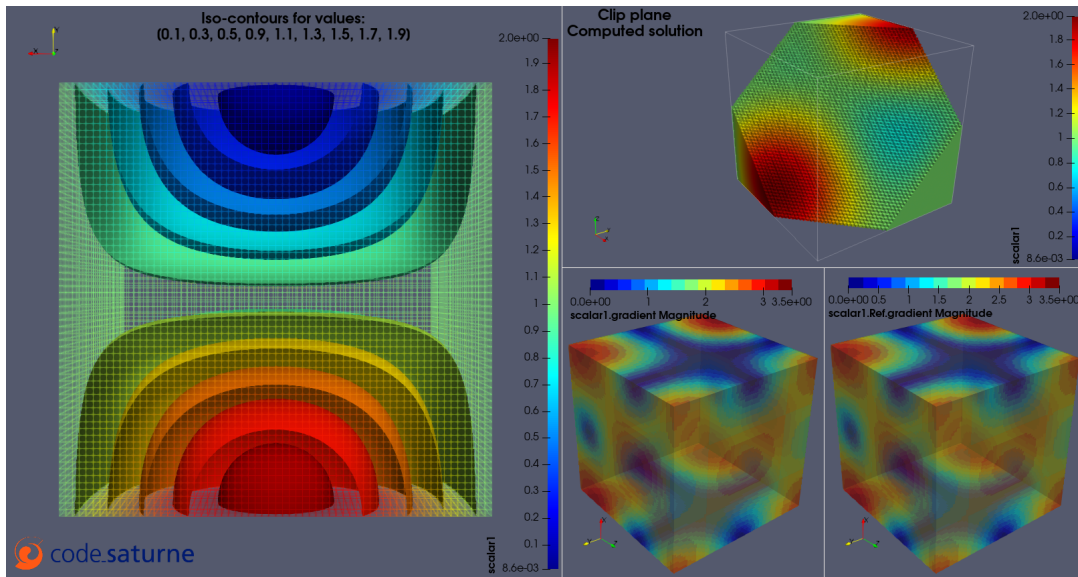 Iso-contours for values:
(0.1, 0.3, 0.5, 0.9, 1.1, 1.3, 1.5, 1.7, 1.9)
2.0e+00
1.9
1.8
1.7
1.6
1.5
1.4
1.3
1.2
1.1
1
0.9
0.8
0.7
0.6
0.5
0.4
0.3
0.2
0.1
8.6e-03
scalar1
code_saturne
Clip plane
Computed solution
2.0e+00
1.8
1.6
1.4
1.2
1
0.8
0.6
0.4
0.2
8.6e-03
scalar1
0.0e+00 1 2 3 3.5e+00
scalar1.gradient Magnitude
0.0e+00 0.5 1 1.5 2 2.5 3 3.5e+00
scalar1.Ref.gradient Magnitude